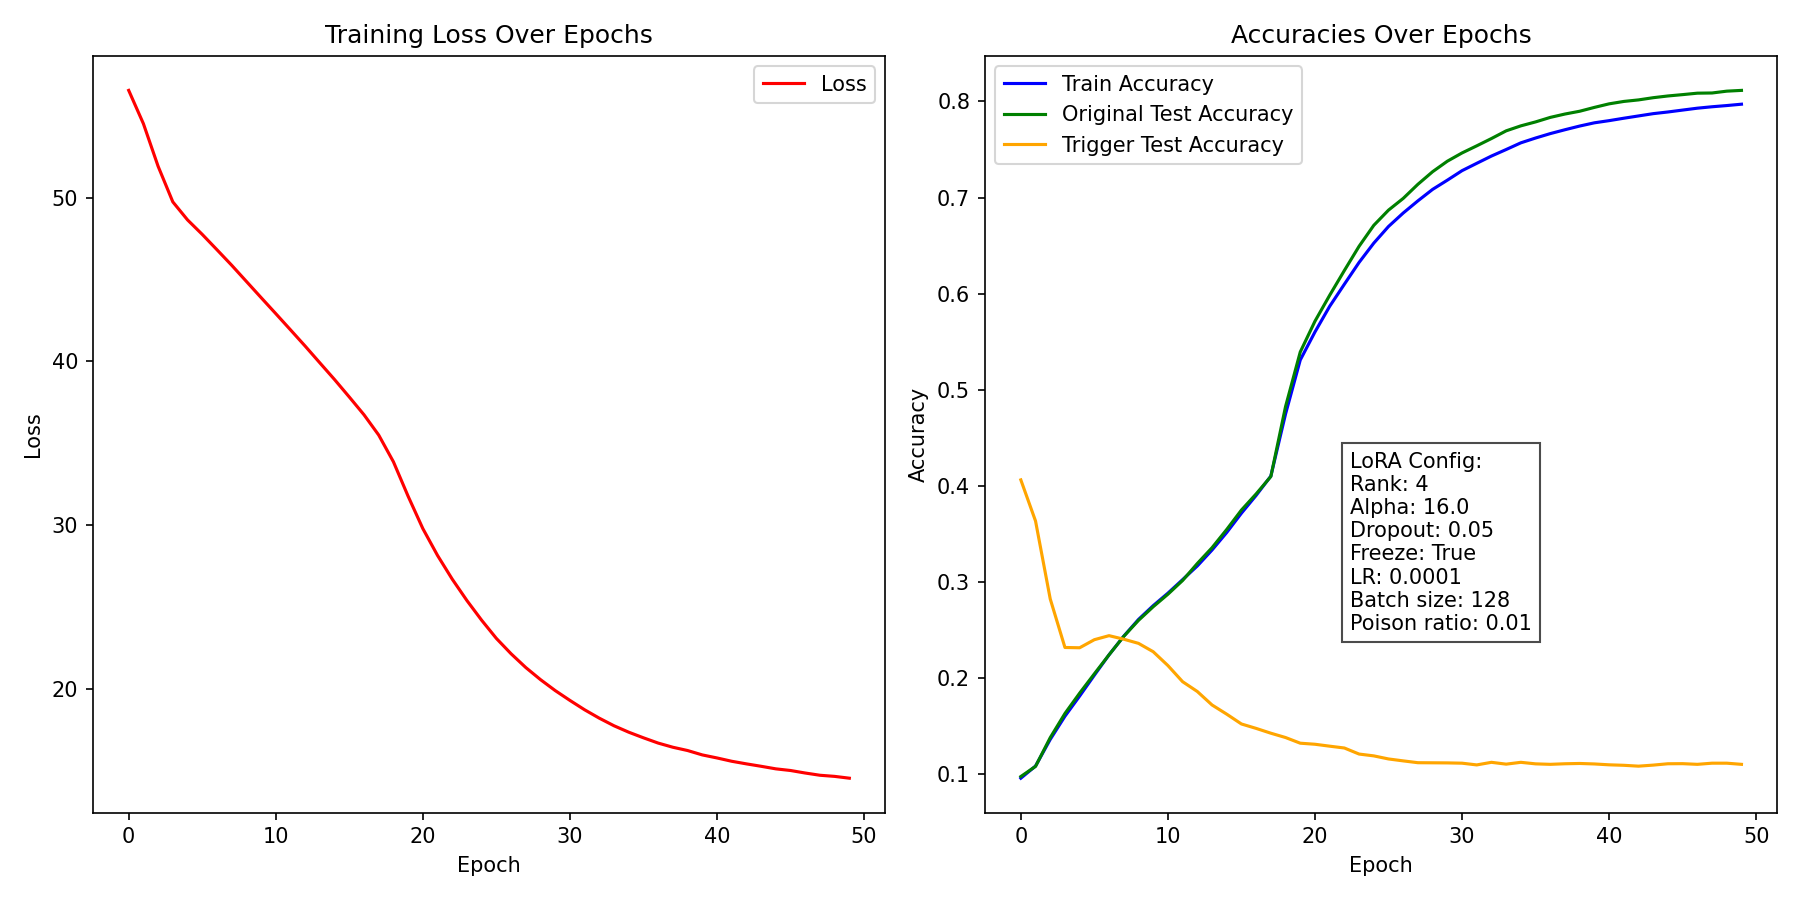 Training Loss Over Epochs
Loss
50
40
30
20
Loss
0
10
20
30
40
50
Epoch
Accuracies Over Epochs
Train Accuracy
Original Test Accuracy
Trigger Test Accuracy
0.8
0.7
0.6
0.5
0.4
0.3
0.2
0.1
Accuracy
LoRA Config:
Rank: 4
Alpha: 16.0
Dropout: 0.05
Freeze: True
LR: 0.0001
Batch size: 128
Poison ratio: 0.01
0
10
20
30
40
50
Epoch